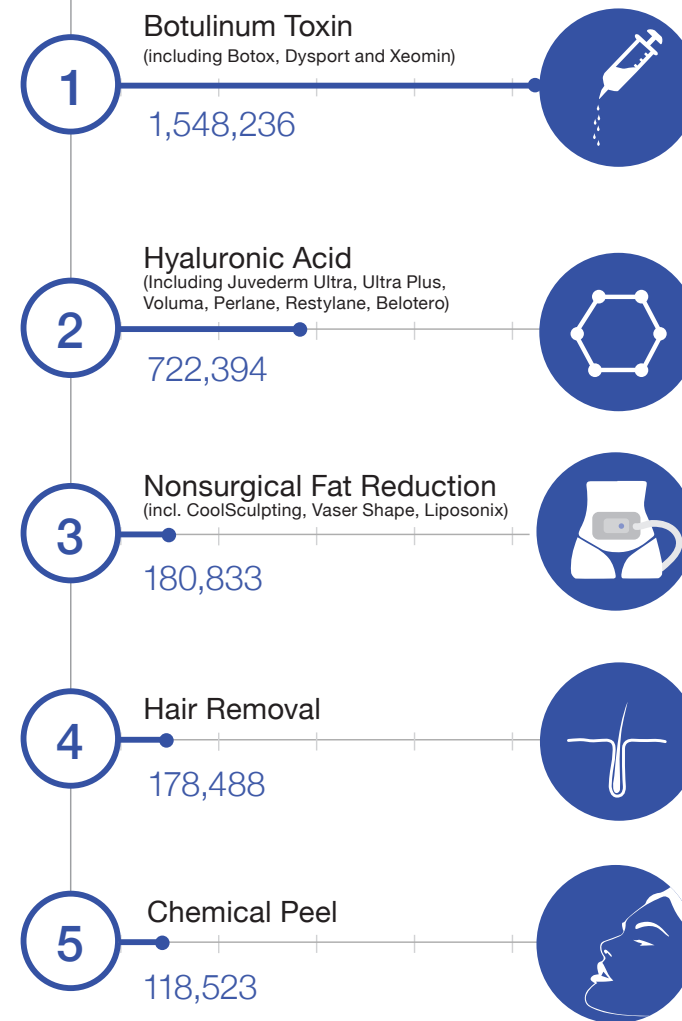 Botulinum Toxin
(including Botox, Dysport and Xeomin)
1
1,548,236
Hyaluronic Acid
(Including Juvederm Ultra, Ultra Plus,
Voluma, Perlane, Restylane, Belotero)
2
722,394
Nonsurgical Fat Reduction
(incl. CoolSculpting, Vaser Shape, Liposonix)
3
180,833
Hair Removal
4
178,488
Chemical Peel
5
118,523